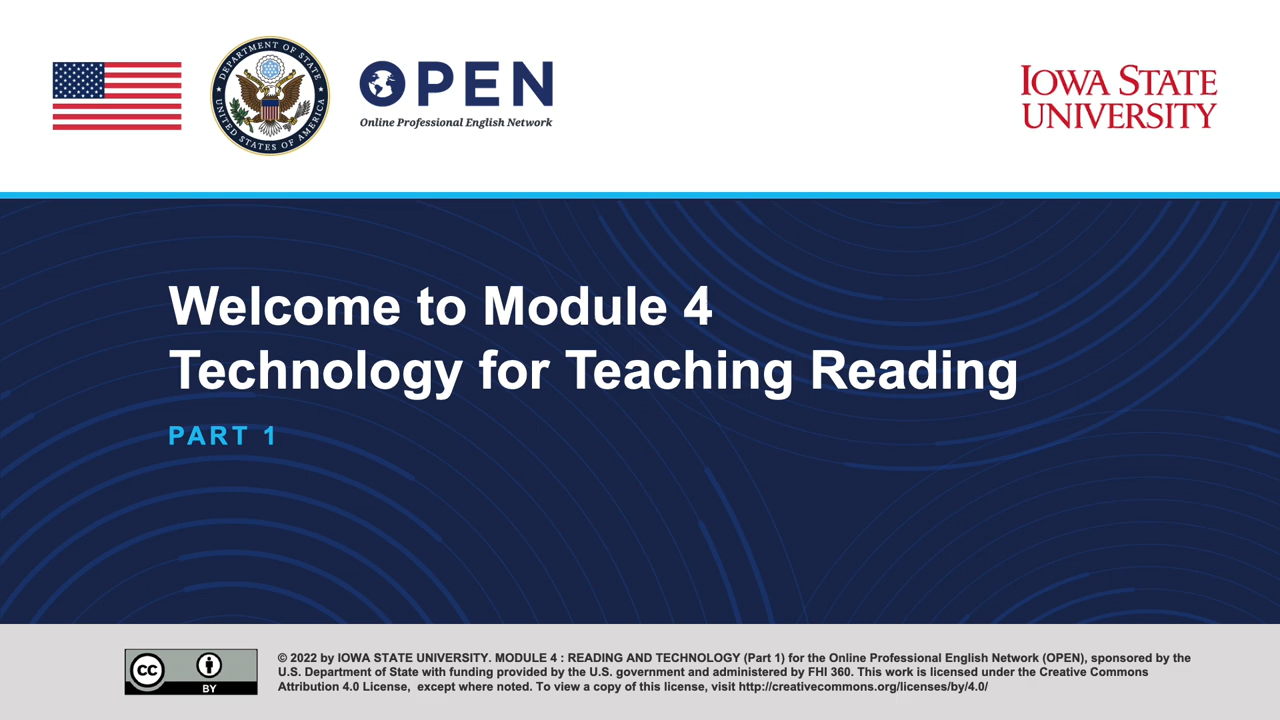 DEPARTMENT OF STATE
UNITED STATES OF AMERICA
OPEN
Online Professional English Network
IOWA STATE
UNIVERSITY
Welcome to Module 4
Technology for Teaching Reading
PART 1
CC
BY
© 2022 by IOWA STATE UNIVERSITY. MODULE 4 : READING AND TECHNOLOGY (Part 1) for the Online Professional English Network (OPEN), sponsored by the
U.S. Department of State with funding provided by the U.S. government and administered by FHI 360. This work is licensed under the Creative Commons
Attribution 4.0 License, except where noted. To view a copy of this license, visit http://creativecommons.org/licenses/by/4.0/